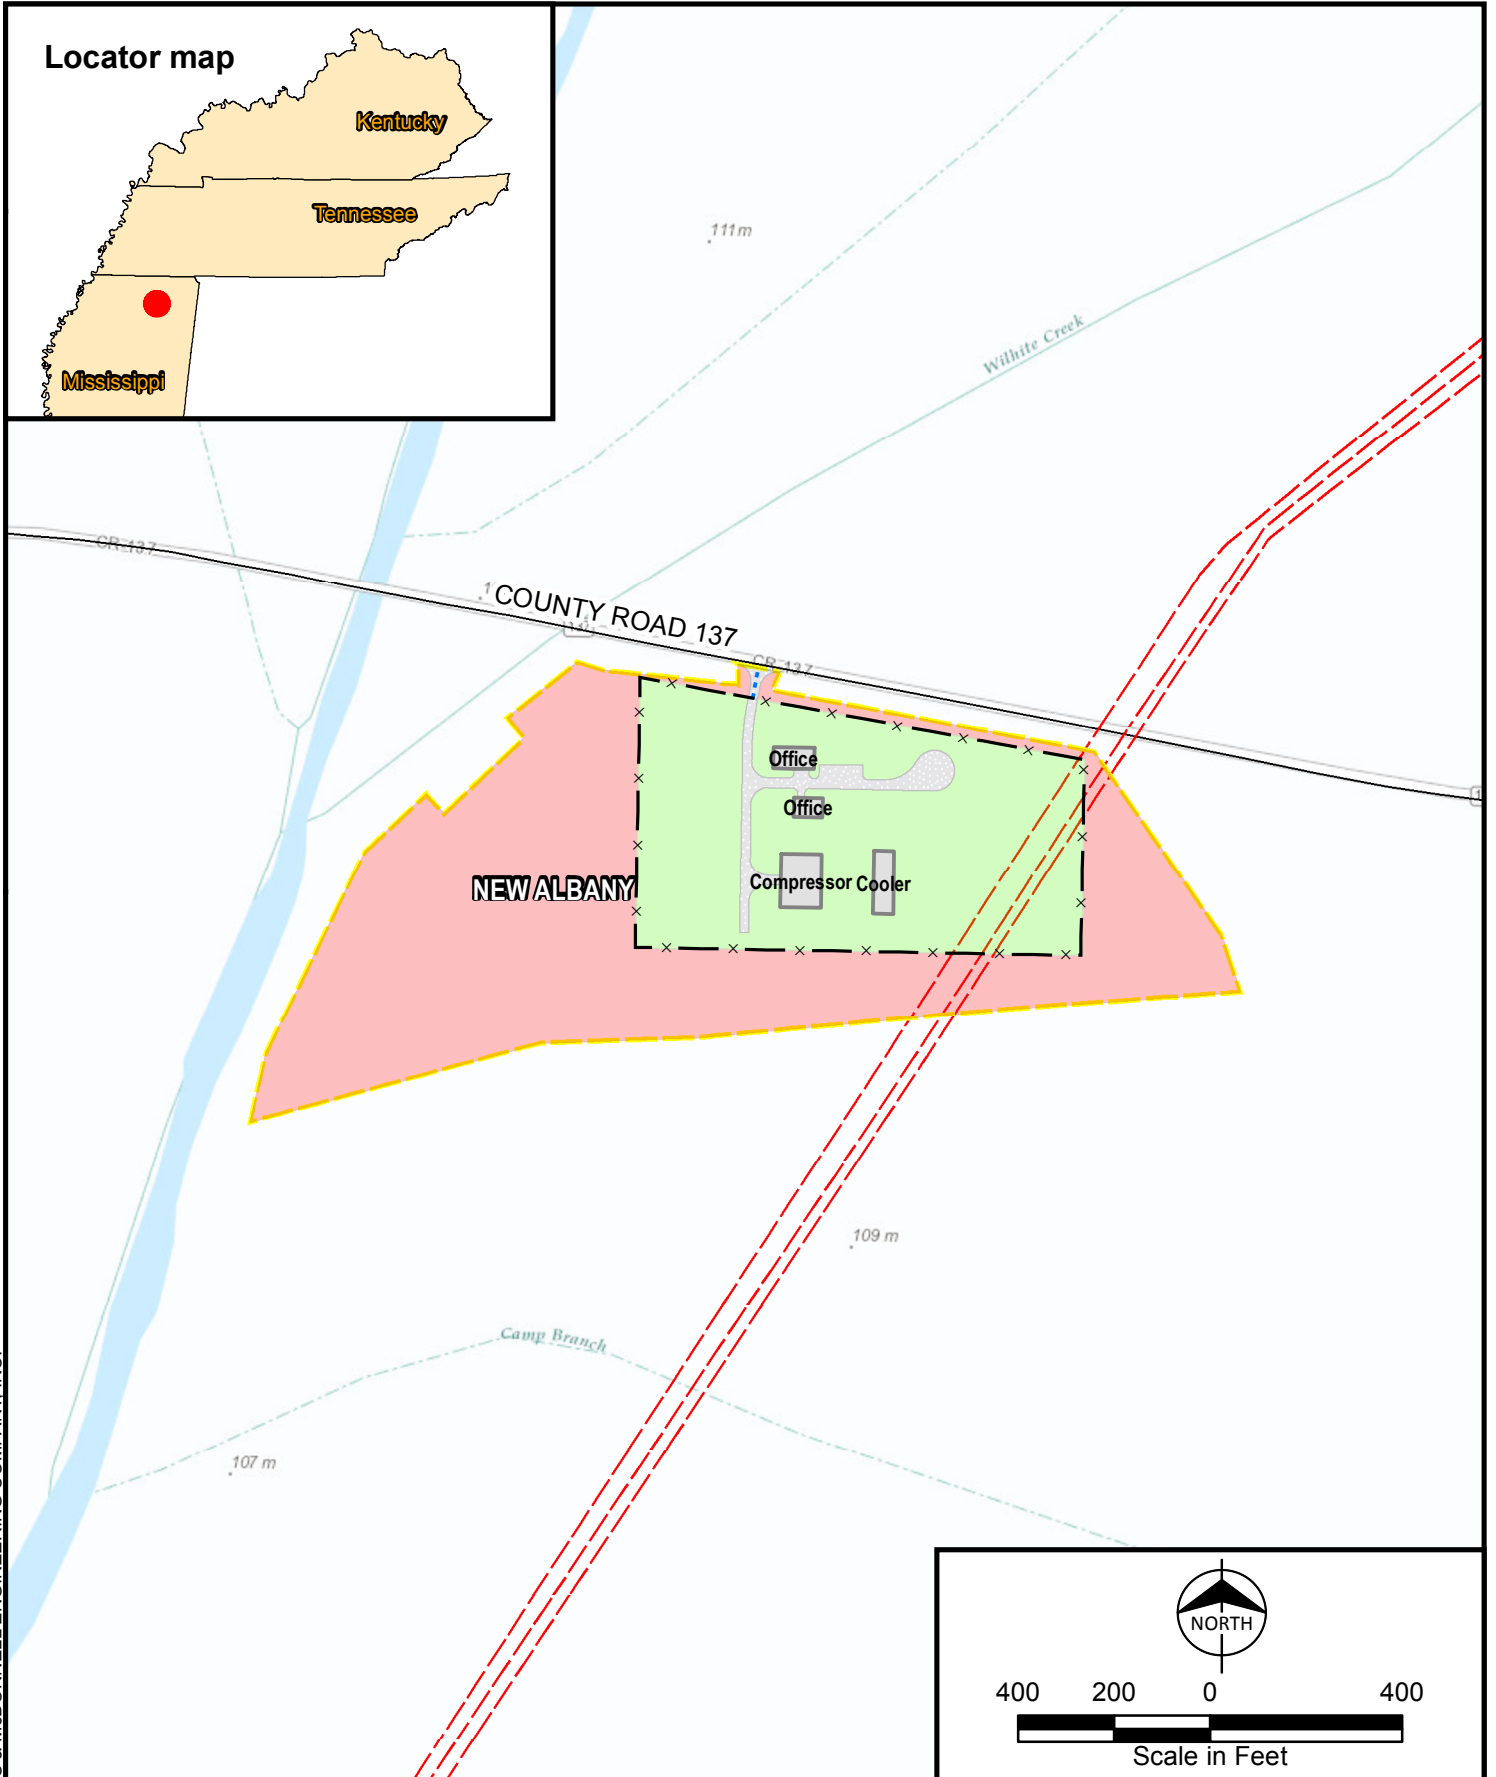 Locator map
Kentucky
Tennessee
Mississippi
111m
Wilhite Creek
CR 137
COUNTY ROAD 137
CR 137
Office
Office
NEW ALBANY
Compressor
Cooler
109 m
Camp Branch
107 m
NORTH
400 200 0 400
Scale in Feet